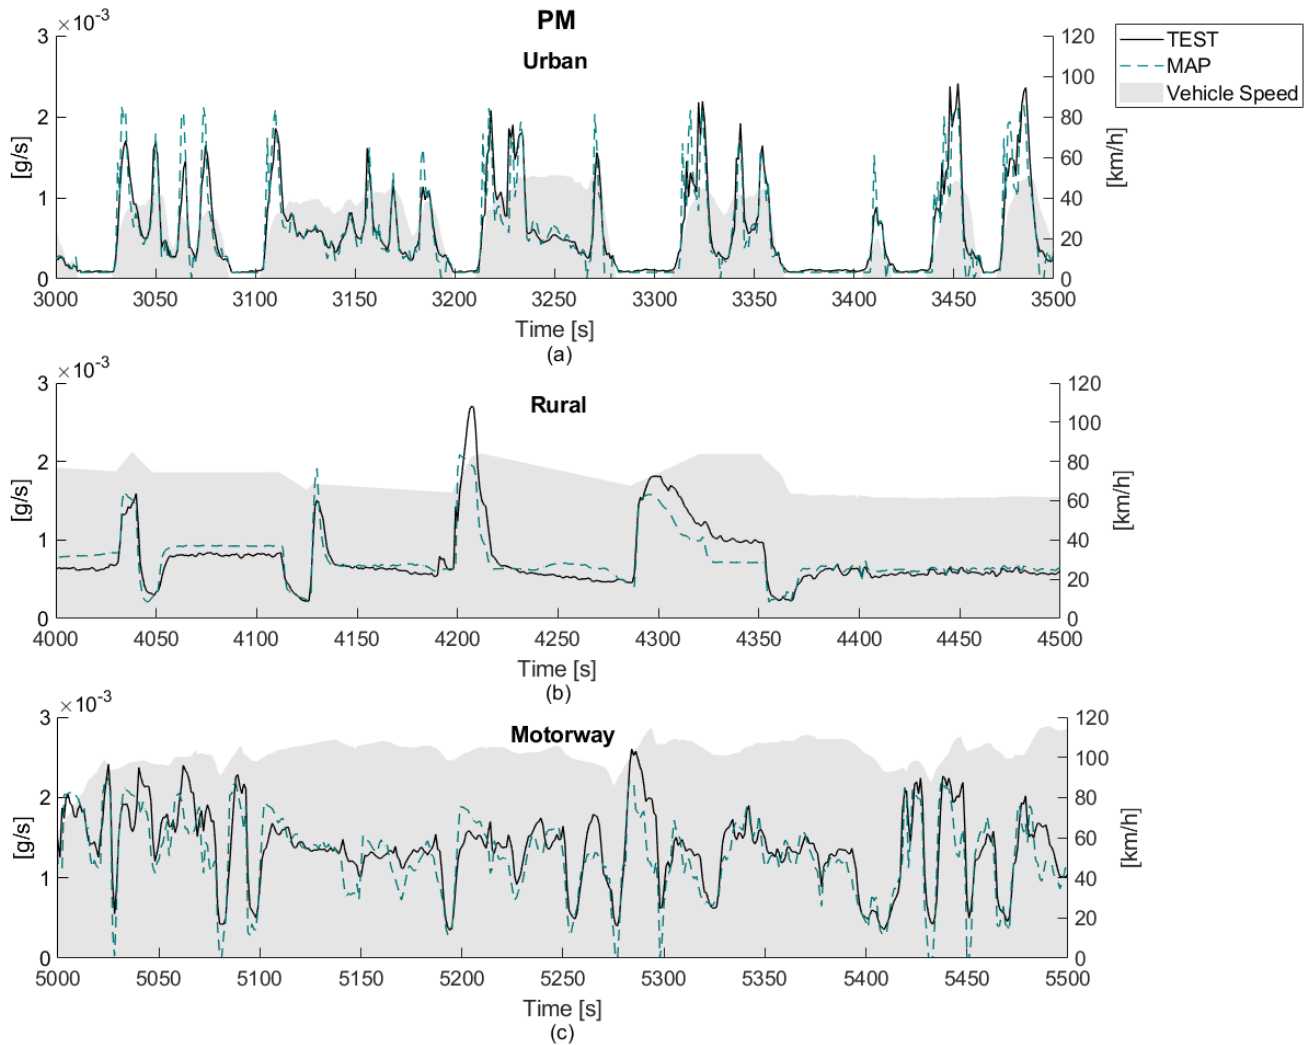 PM
×10⁻³
Urban
TEST
MAP
Vehicle Speed
3
2
1
0
[g/s]
120
100
80
60
40
20
0
[km/h]
3000 3050 3100 3150 3200 3250 3300 3350 3400 3450 3500
Time [s]
(a)
×10⁻³
Rural
3
2
1
0
[g/s]
120
100
80
60
40
20
0
[km/h]
4000 4050 4100 4150 4200 4250 4300 4350 4400 4450 4500
Time [s]
(b)
×10⁻³
Motorway
3
2
1
0
[g/s]
120
100
80
60
40
20
0
[km/h]
5000 5050 5100 5150 5200 5250 5300 5350 5400 5450 5500
Time [s]
(c)